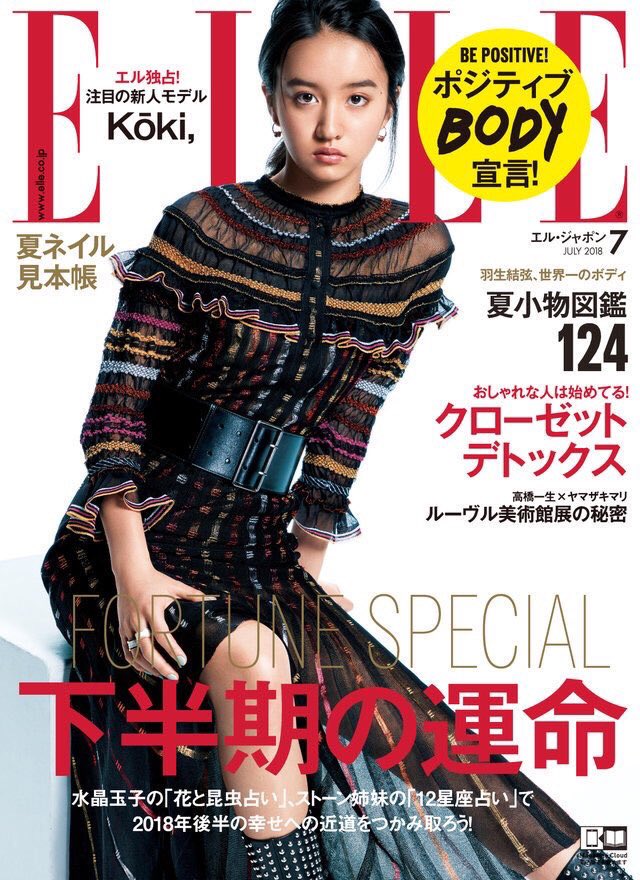 ELLE
エル独占!
注目の新人モデル
Kōki,
www.elle.co.jp
BE POSITIVE!
ポジティブ
BODY
宣言!
®
エル・ジャポン 7
JULY 2018
夏ネイル
見本帳
羽生結弦、世界一のボディ
夏小物図鑑
124
おしゃれな人は始めてる!
クローゼット
デトックス
高橋一生×ヤマザキマリ
ルーヴル美術館展の秘密
FORTUNE SPECIAL
下半期の運命
水晶玉子の「花と昆虫占い」、ストーン姉妹の「12星座占い」で
2018年後半の幸せへの近道をつかみ取ろう!